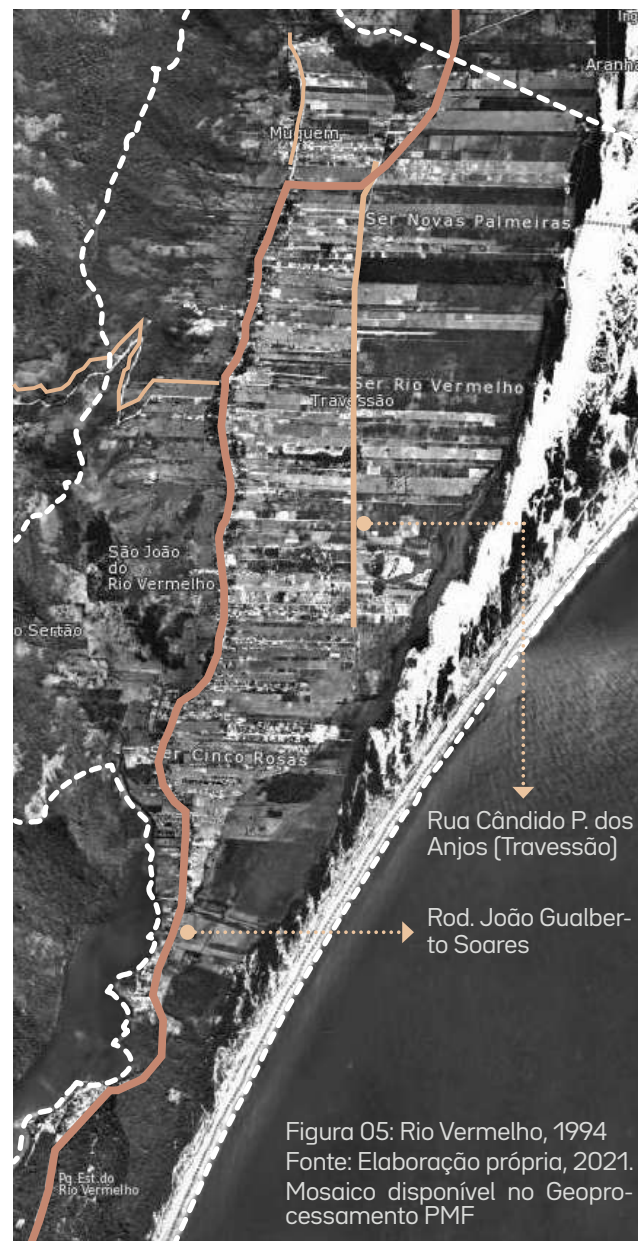 Ing
Aranha
Muquem
Ser Novas Palmeiras
Ser Rio Vermelho
Travessão
São João
do
Rio Vermelho
o Sertão
Ser Cinco Rosas
Rua Cândido P. dos
Anjos (Travessão)
Rod. João Gualber-
to Soares
Pq.Est.do
Rio Vermelho
Figura 05: Rio Vermelho, 1994
Fonte: Elaboração própria, 2021.
Mosaico disponível no Geopro-
cessamento PMF